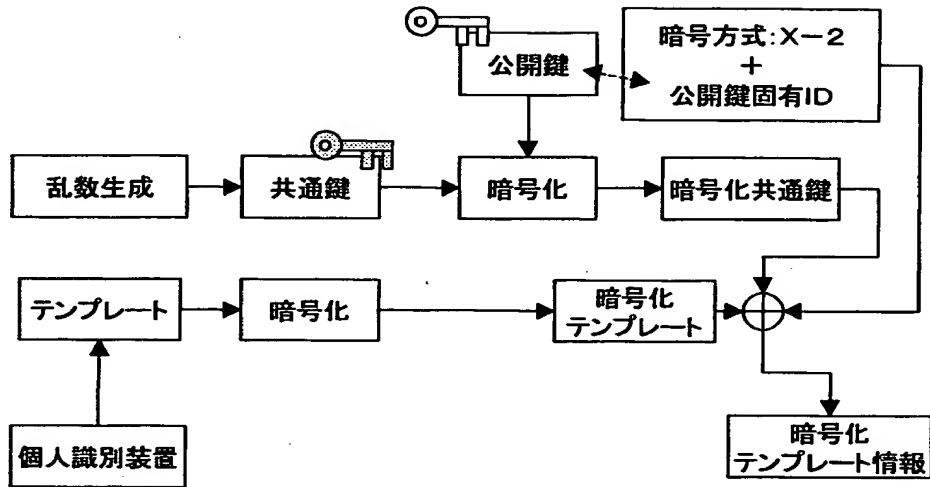 暗号方式:X-2
+
公開鍵固有ID
公開鍵
乱数生成
共通鍵
暗号化
暗号化共通鍵
テンプレート
暗号化
暗号化
テンプレート
個人識別装置
暗号化
テンプレート情報